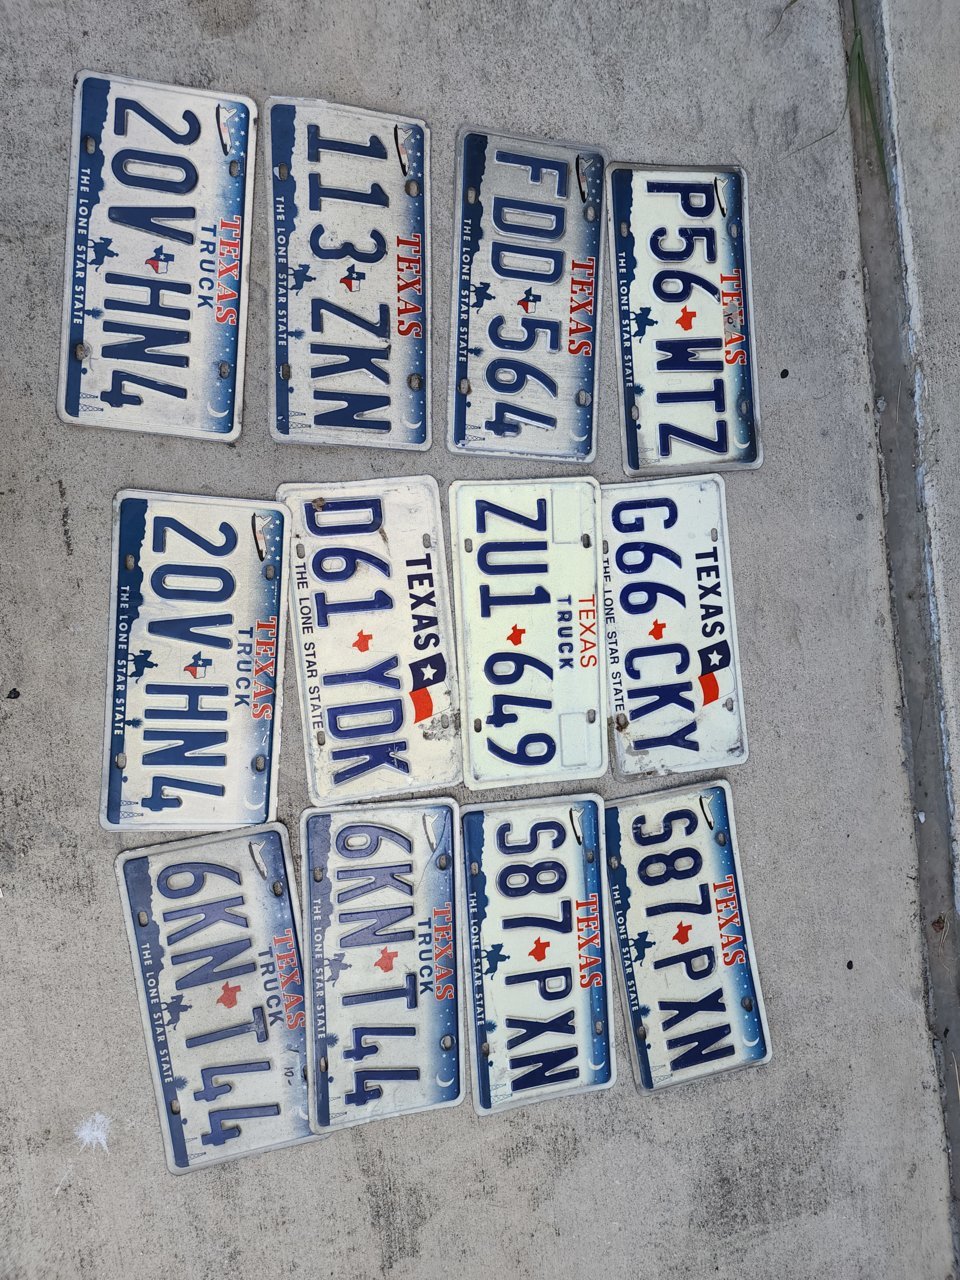 TEXAS
P56 WTZ
THE LONE STAR STATE
TEXAS
G66 CKY
THE LONE STAR STATE
TEXAS
S87 PXN
THE LONE STAR STATE
TEXAS
FDD 564
THE LONE STAR STATE
TEXAS
TRUCK
ZU1 649
TEXAS
S87 PXN
THE LONE STAR STATE
TEXAS
113 ZKN
THE LONE STAR STATE
TEXAS
D61 YDK
THE LONE STAR STATE
TEXAS
TRUCK
6KN T44
THE LONE STAR STATE
TEXAS
TRUCK
20V HN4
THE LONE STAR STATE
TEXAS
TRUCK
20V HN4
THE LONE STAR STATE
TEXAS
TRUCK
6KN T44
THE LONE STAR STATE